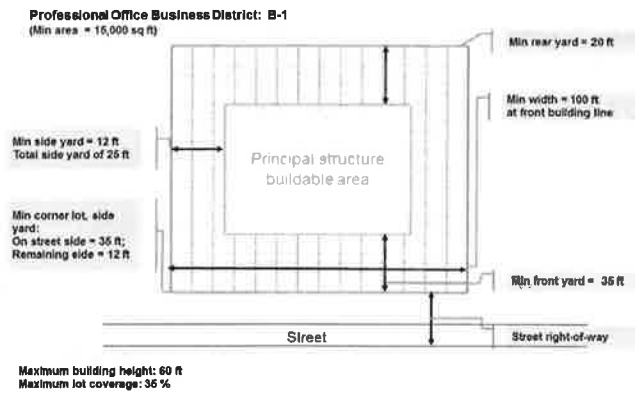 Professional Office Business District: B-1
(Min area = 15,000 sq ft)
Min rear yard = 20 ft
Min width = 100 ft
at front building line
Min side yard = 12 ft
Total side yard of 25 ft
Principal structure
buildable area
Min corner lot, side
yard:
On street side = 35 ft;
Remaining side = 12 ft
Min front yard = 35 ft
Street
Street right-of-way
Maximum building height: 60 ft
Maximum lot coverage: 35 %